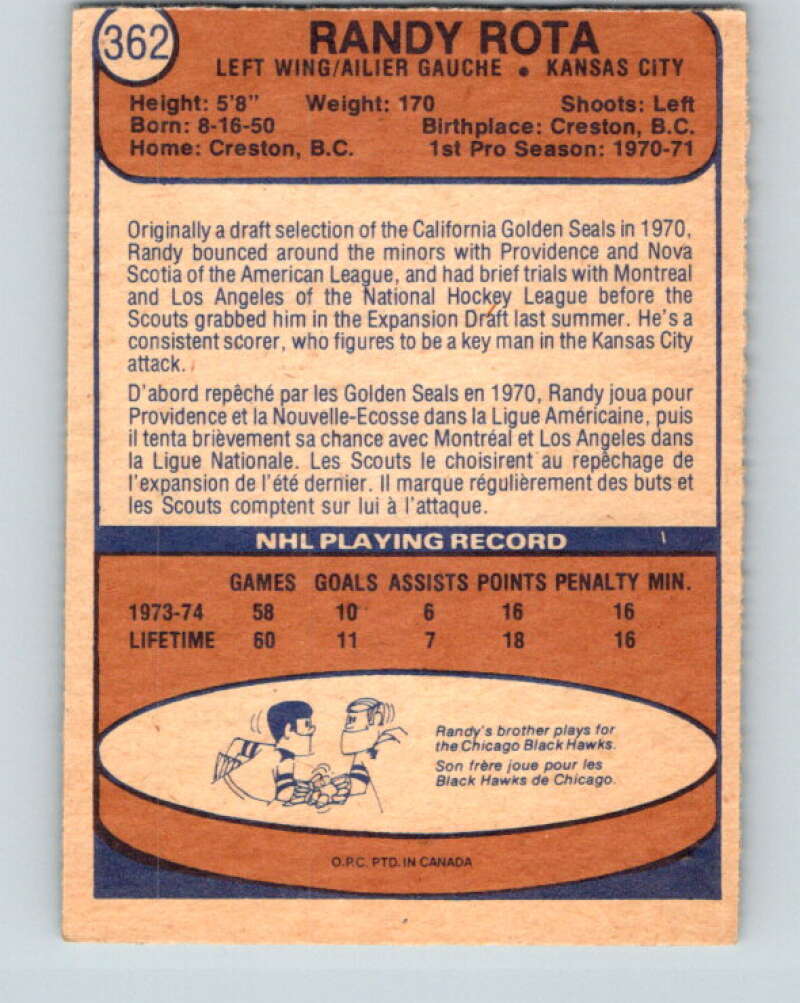 362
RANDY ROTA
LEFT WING/AILIER GAUCHE • KANSAS CITY
Height: 5'8" Weight: 170 Shoots: Left
Born: 8-16-50 Birthplace: Creston, B.C.
Home: Creston, B.C. 1st Pro Season: 1970-71
Originally a draft selection of the California Golden Seals in 1970,
Randy bounced around the minors with Providence and Nova
Scotia of the American League, and had brief trials with Montreal
and Los Angeles of the National Hockey League before the
Scouts grabbed him in the Expansion Draft last summer. He's a
consistent scorer, who figures to be a key man in the Kansas City
attack.
D'abord repêché par les Golden Seals en 1970, Randy joua pour
Providence et la Nouvelle-Ecosse dans la Ligue Américaine, puis
il tenta brièvement sa chance avec Montréal et Los Angeles dans
la Ligue Nationale. Les Scouts le choisirent au repêchage de
l'expansion de l'été dernier. Il marque régulièrement des buts et
les Scouts comptent sur lui à l'attaque.
NHL PLAYING RECORD
GAMES GOALS ASSISTS POINTS PENALTY MIN.
1973-74 58 10 6 16 16
LIFETIME 60 11 7 18 16
Randy's brother plays for
the Chicago Black Hawks.
Son frère joue pour les
Black Hawks de Chicago.
O.P.C. PTD. IN CANADA